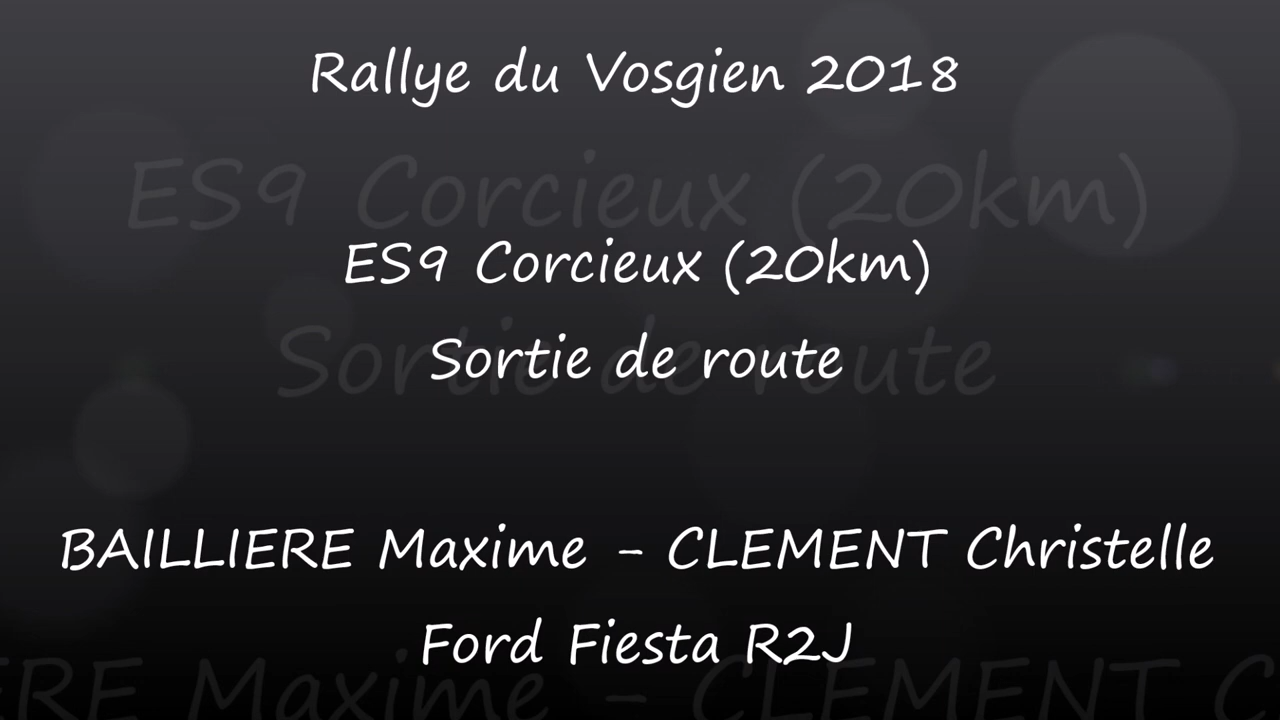 Rallye du Vosgien 2018
ES9 Corcieux (20km)
Sortie de route
BAILLIERE Maxime - CLEMENT Christelle
Ford Fiesta R2J